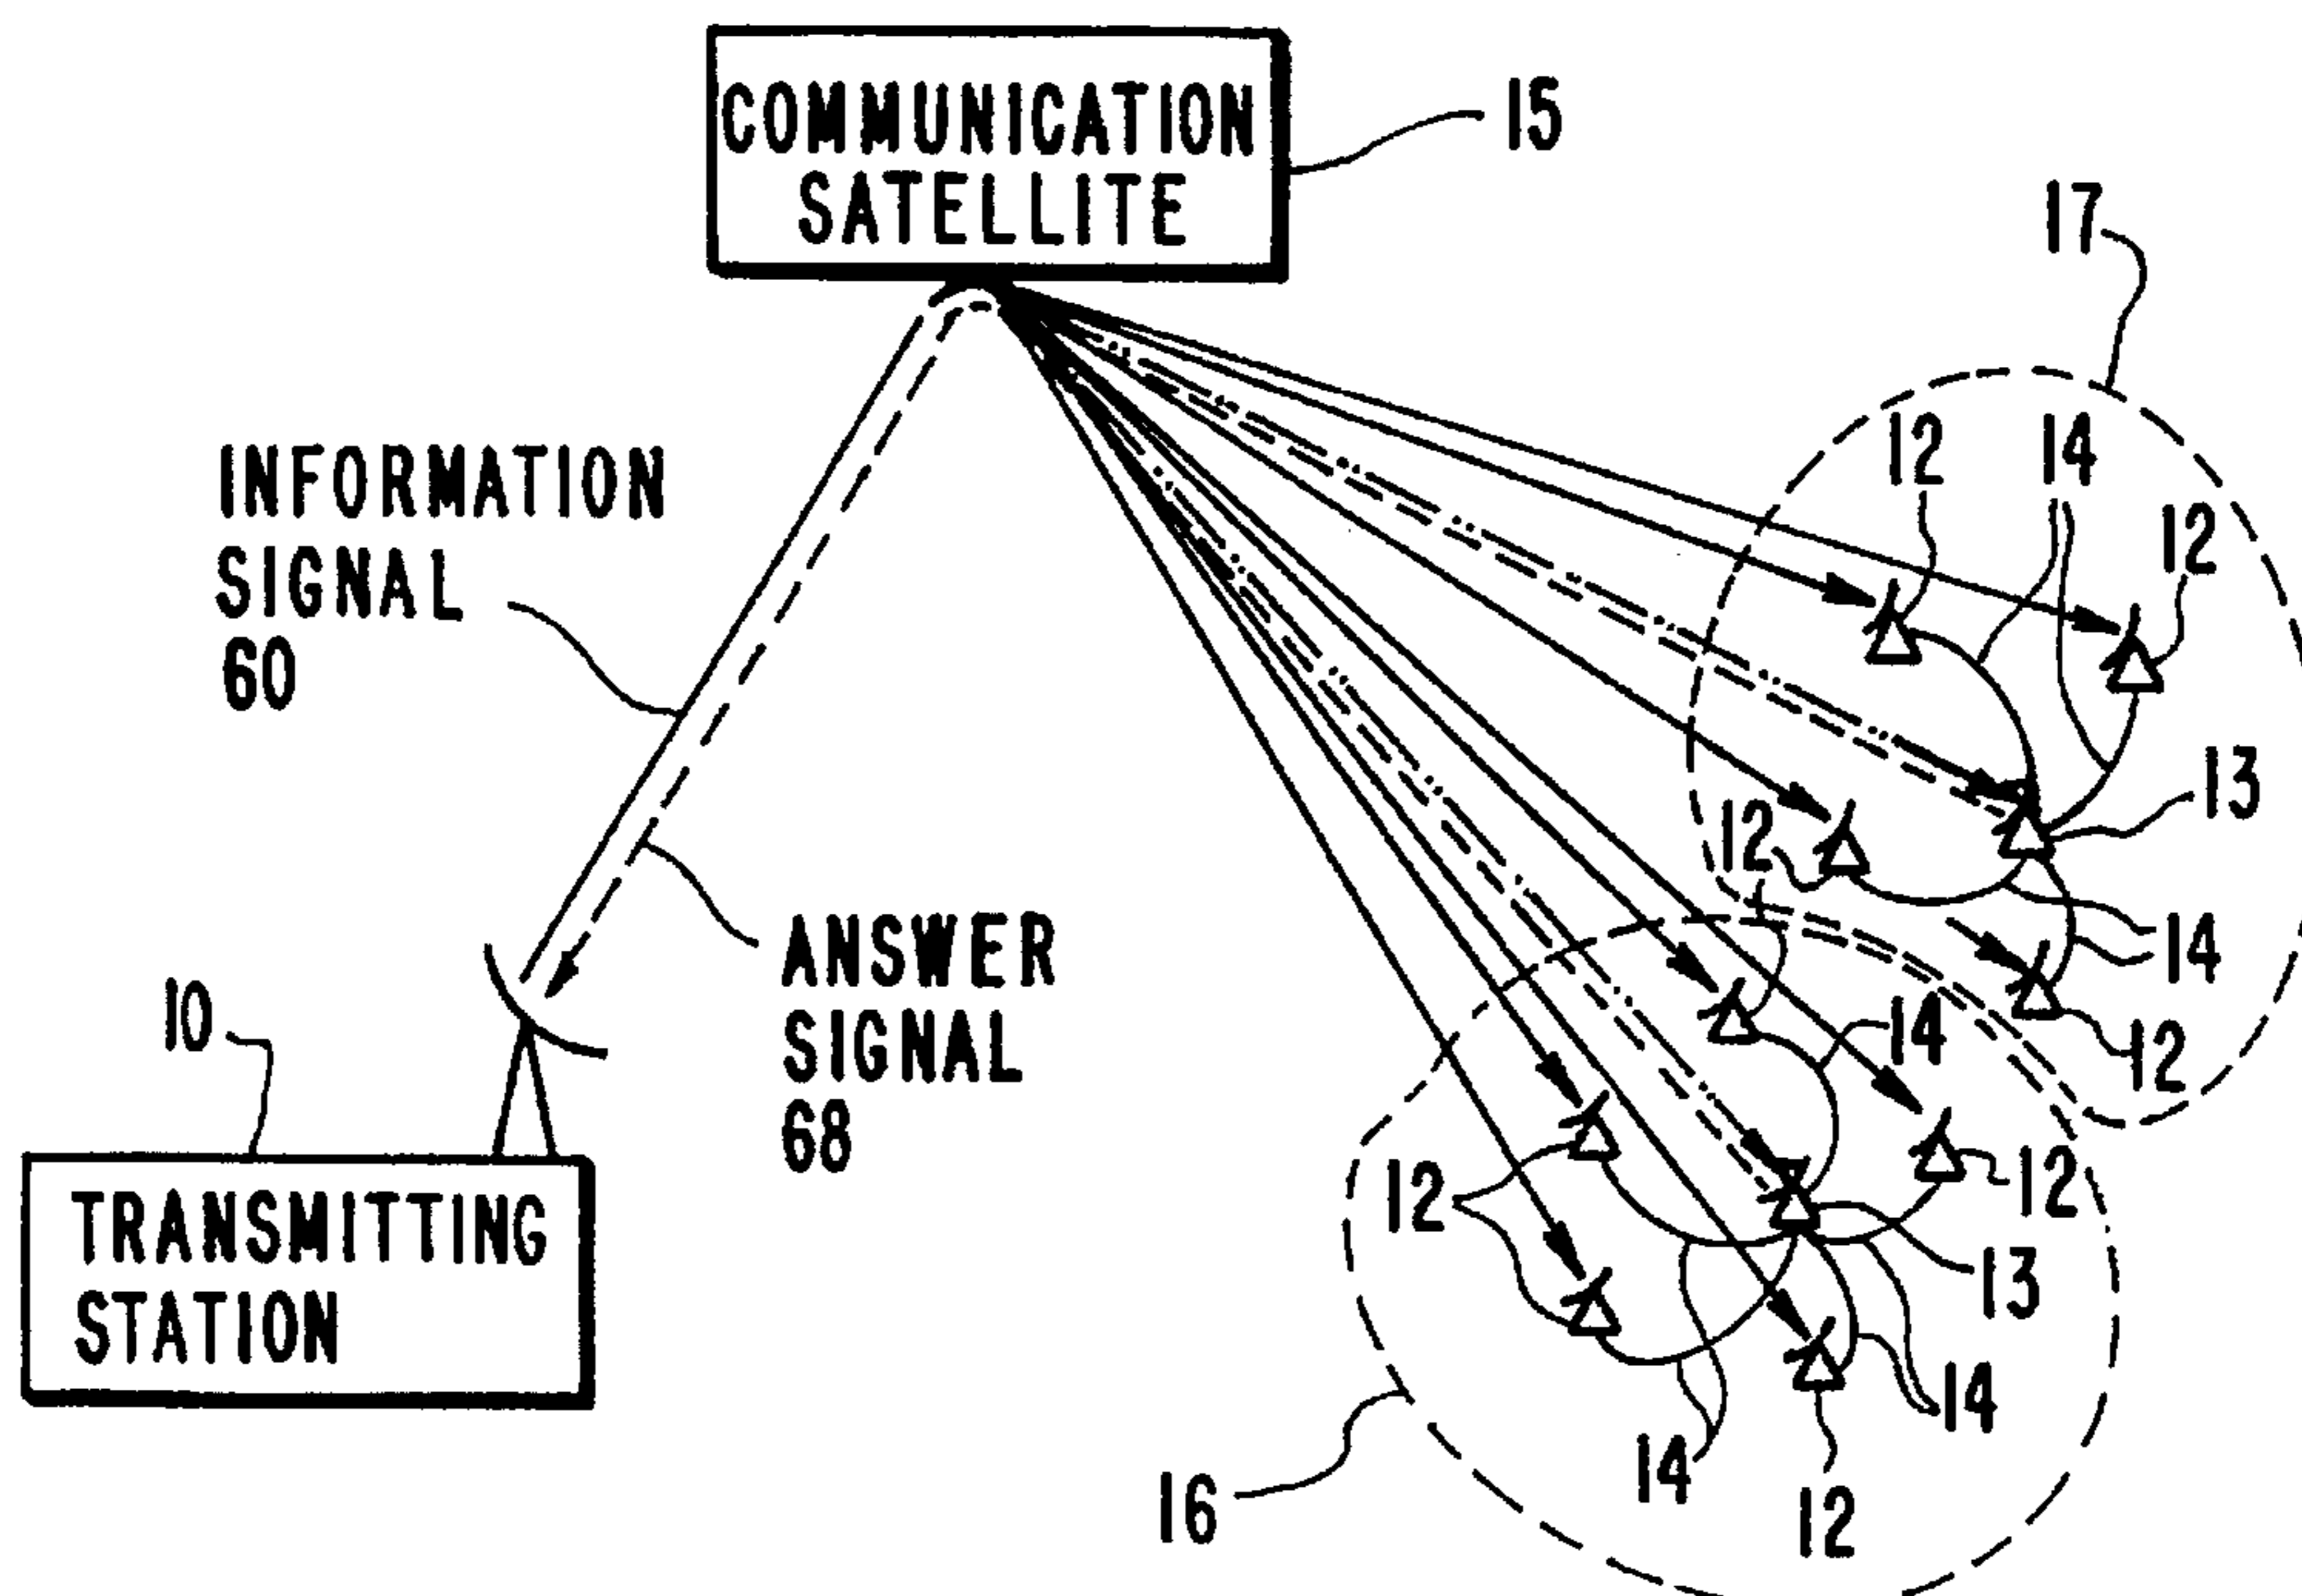 COMMUNICATION
SATELLITE
15
17
INFORMATION
SIGNAL
60
12
14
12
13
12
14
ANSWER
SIGNAL
68
10
14
12
12
12
13
TRANSMITTING
STATION
14
14
16
12